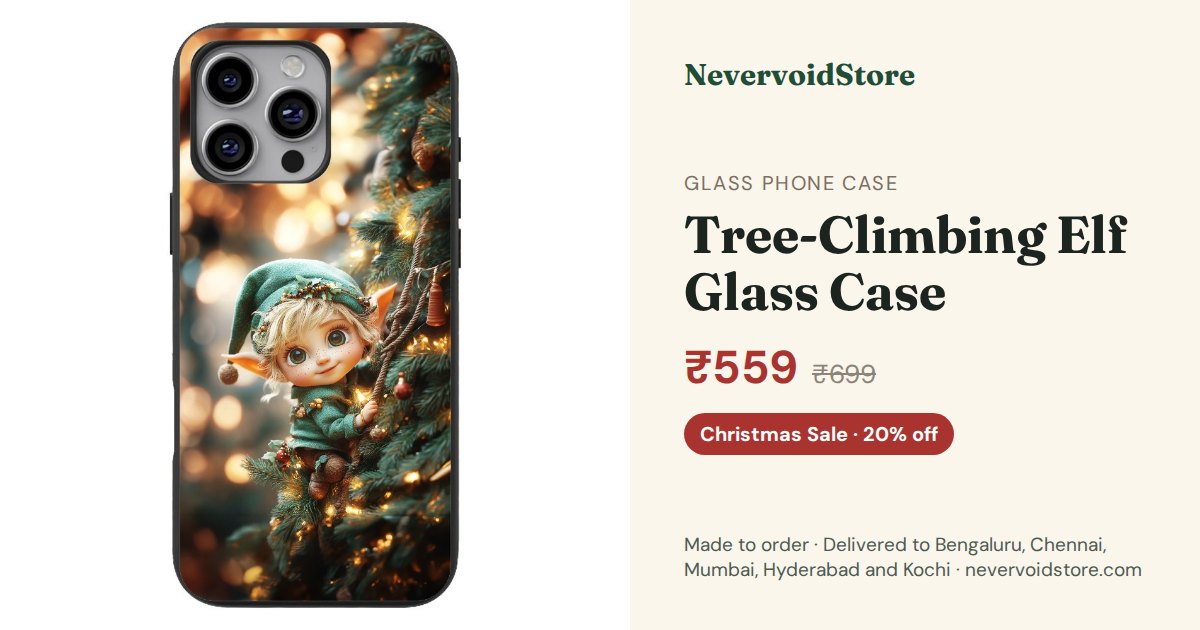 NevervoidStore
GLASS PHONE CASE
Tree-Climbing Elf
Glass Case
₹559 ₹699
Christmas Sale · 20% off
Made to order · Delivered to Bengaluru, Chennai,
Mumbai, Hyderabad and Kochi · nevervoidstore.com